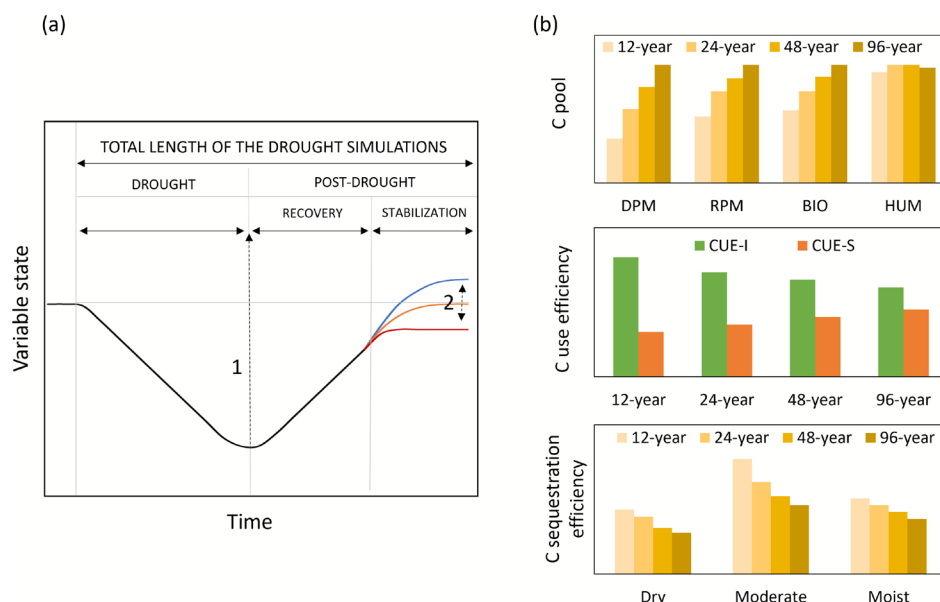 (a)
TOTAL LENGTH OF THE DROUGHT SIMULATIONS
DROUGHT
POST-DROUGHT
RECOVERY
STABILIZATION
1
2
Variable state
Time
(b)
12-year 24-year 48-year 96-year
C pool
DPM RPM BIO HUM
CUE-I CUE-S
C use efficiency
12-year 24-year 48-year 96-year
12-year 24-year 48-year 96-year
C sequestration
efficiency
Dry Moderate Moist